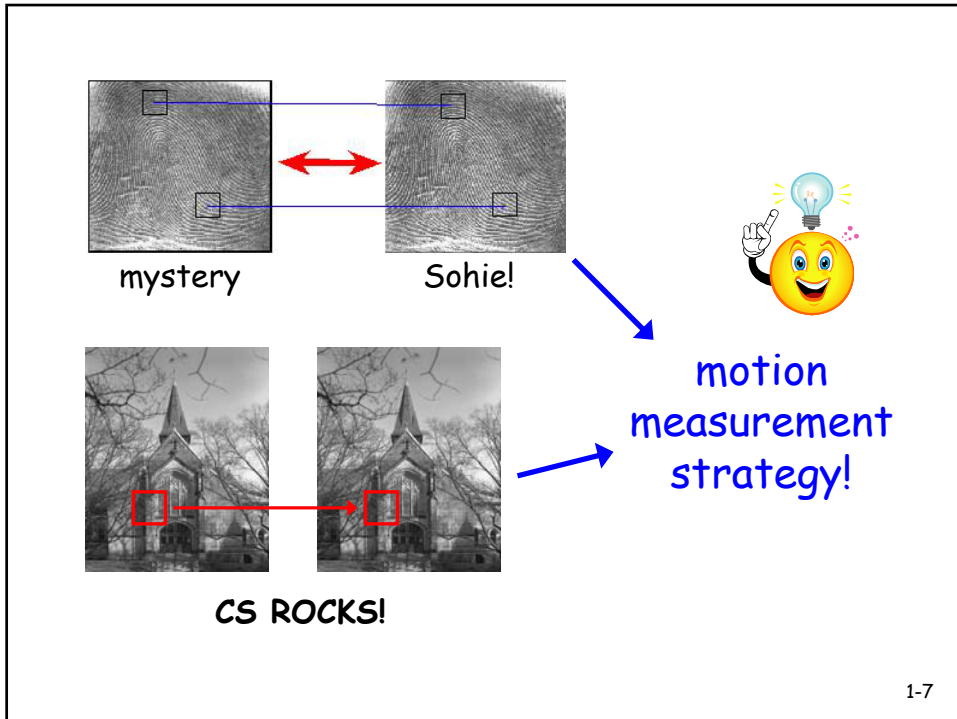 mystery
Sohie!
motion
measurement
strategy!
CS ROCKS!
1-7